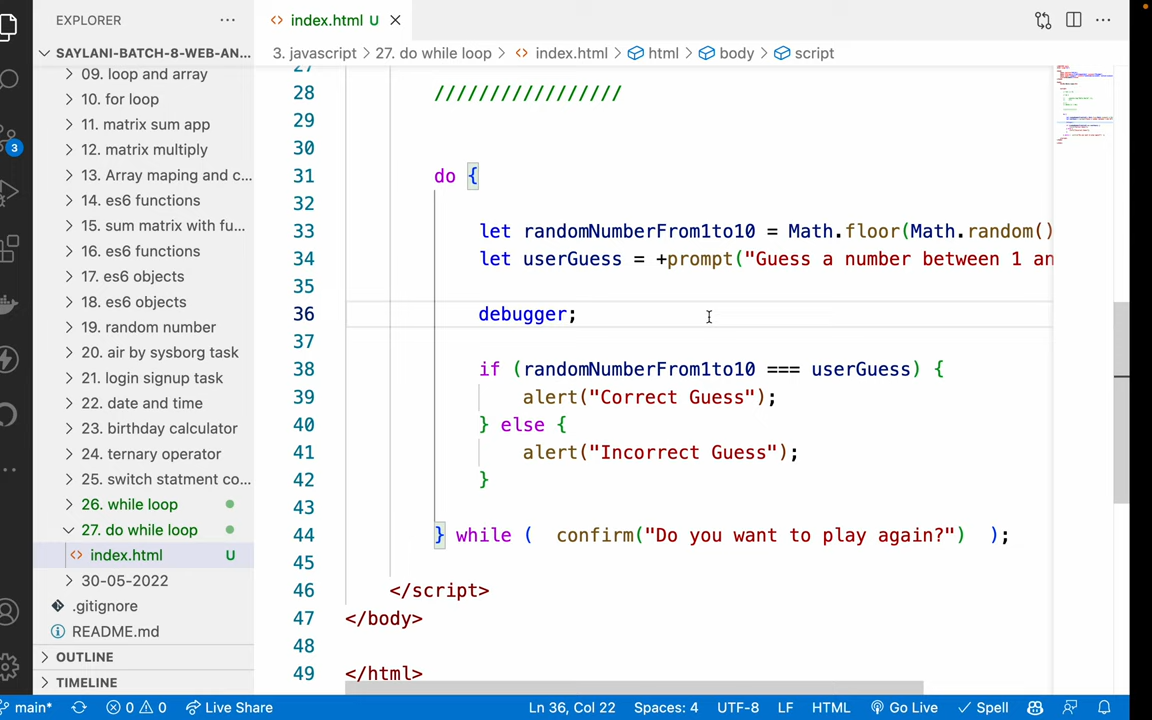 EXPLORER
index.html U
SAYLANI-BATCH-8-WEB-AN...
3. javascript > 27. do while loop > index.html > html > body > script
09. loop and array
10. for loop
11. matrix sum app
12. matrix multiply
13. Array maping and c...
14. es6 functions
15. sum matrix with fu...
16. es6 functions
17. es6 objects
18. es6 objects
19. random number
20. air by sysborg task
21. login signup task
22. date and time
23. birthday calculator
24. ternary operator
25. switch statment co...
26. while loop
27. do while loop
index.html U
30-05-2022
.gitignore
README.md
OUTLINE
TIMELINE
3
27
28 /////////////////
29
30
31 do {
32
33 let randomNumberFrom1to10 = Math.floor(Math.random()
34 let userGuess = +prompt("Guess a number between 1 an
35
36 debugger;
37
38 if (randomNumberFrom1to10 === userGuess) {
39 alert("Correct Guess");
40 } else {
41 alert("Incorrect Guess");
42 }
43
44 } while (  confirm("Do you want to play again?")  );
45
46 </script>
47 </body>
48
49 </html>
main* 0 0 Live Share Ln 36, Col 22 Spaces: 4 UTF-8 LF HTML Go Live Spell